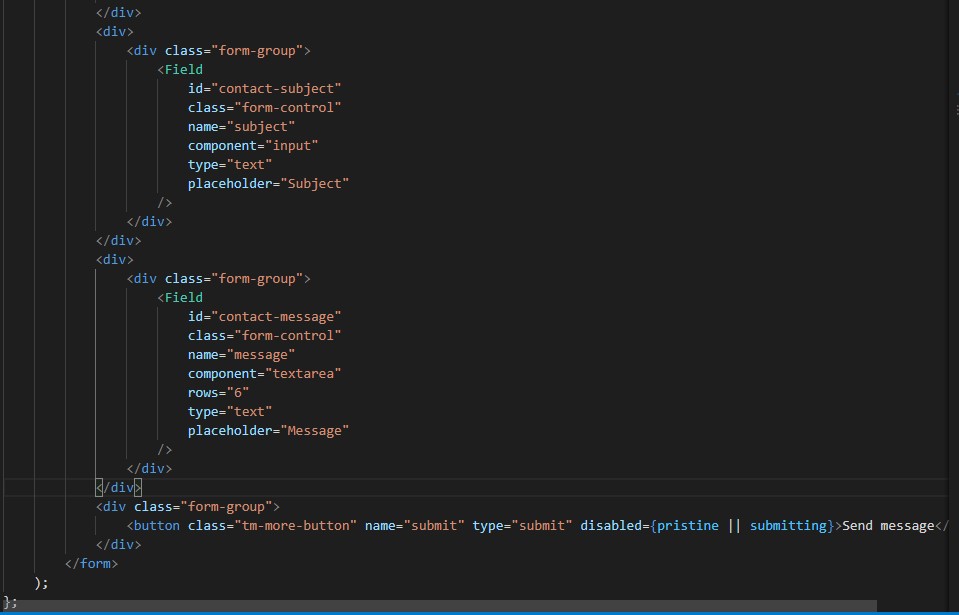 </div>
<div>
<div class="form-group">
<Field
id="contact-subject"
class="form-control"
name="subject"
component="input"
type="text"
placeholder="Subject"
/>
</div>
</div>
<div>
<div class="form-group">
<Field
id="contact-message"
class="form-control"
name="message"
component="textarea"
rows="6"
type="text"
placeholder="Message"
/>
</div>
</div>
<div class="form-group">
<button class="tm-more-button" name="submit" type="submit" disabled={pristine || submitting}>Send message</
</div>
</form>
);
};